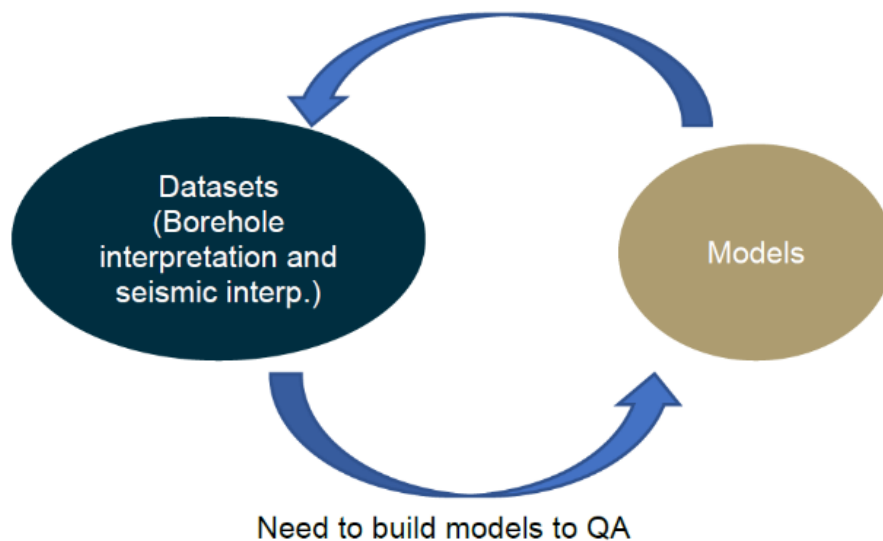 Datasets
(Borehole
interpretation and
seismic interp.)
Models
Need to build models to QA